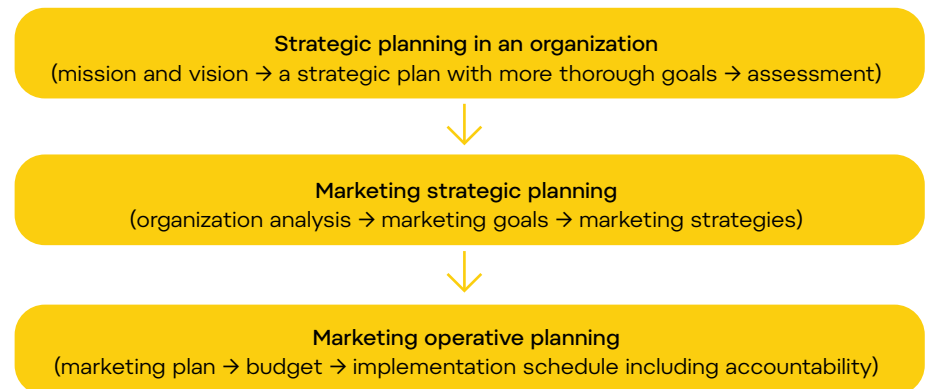 Strategic planning in an organization
(mission and vision → a strategic plan with more thorough goals → assessment)
Marketing strategic planning
(organization analysis → marketing goals → marketing strategies)
Marketing operative planning
(marketing plan → budget → implementation schedule including accountability)